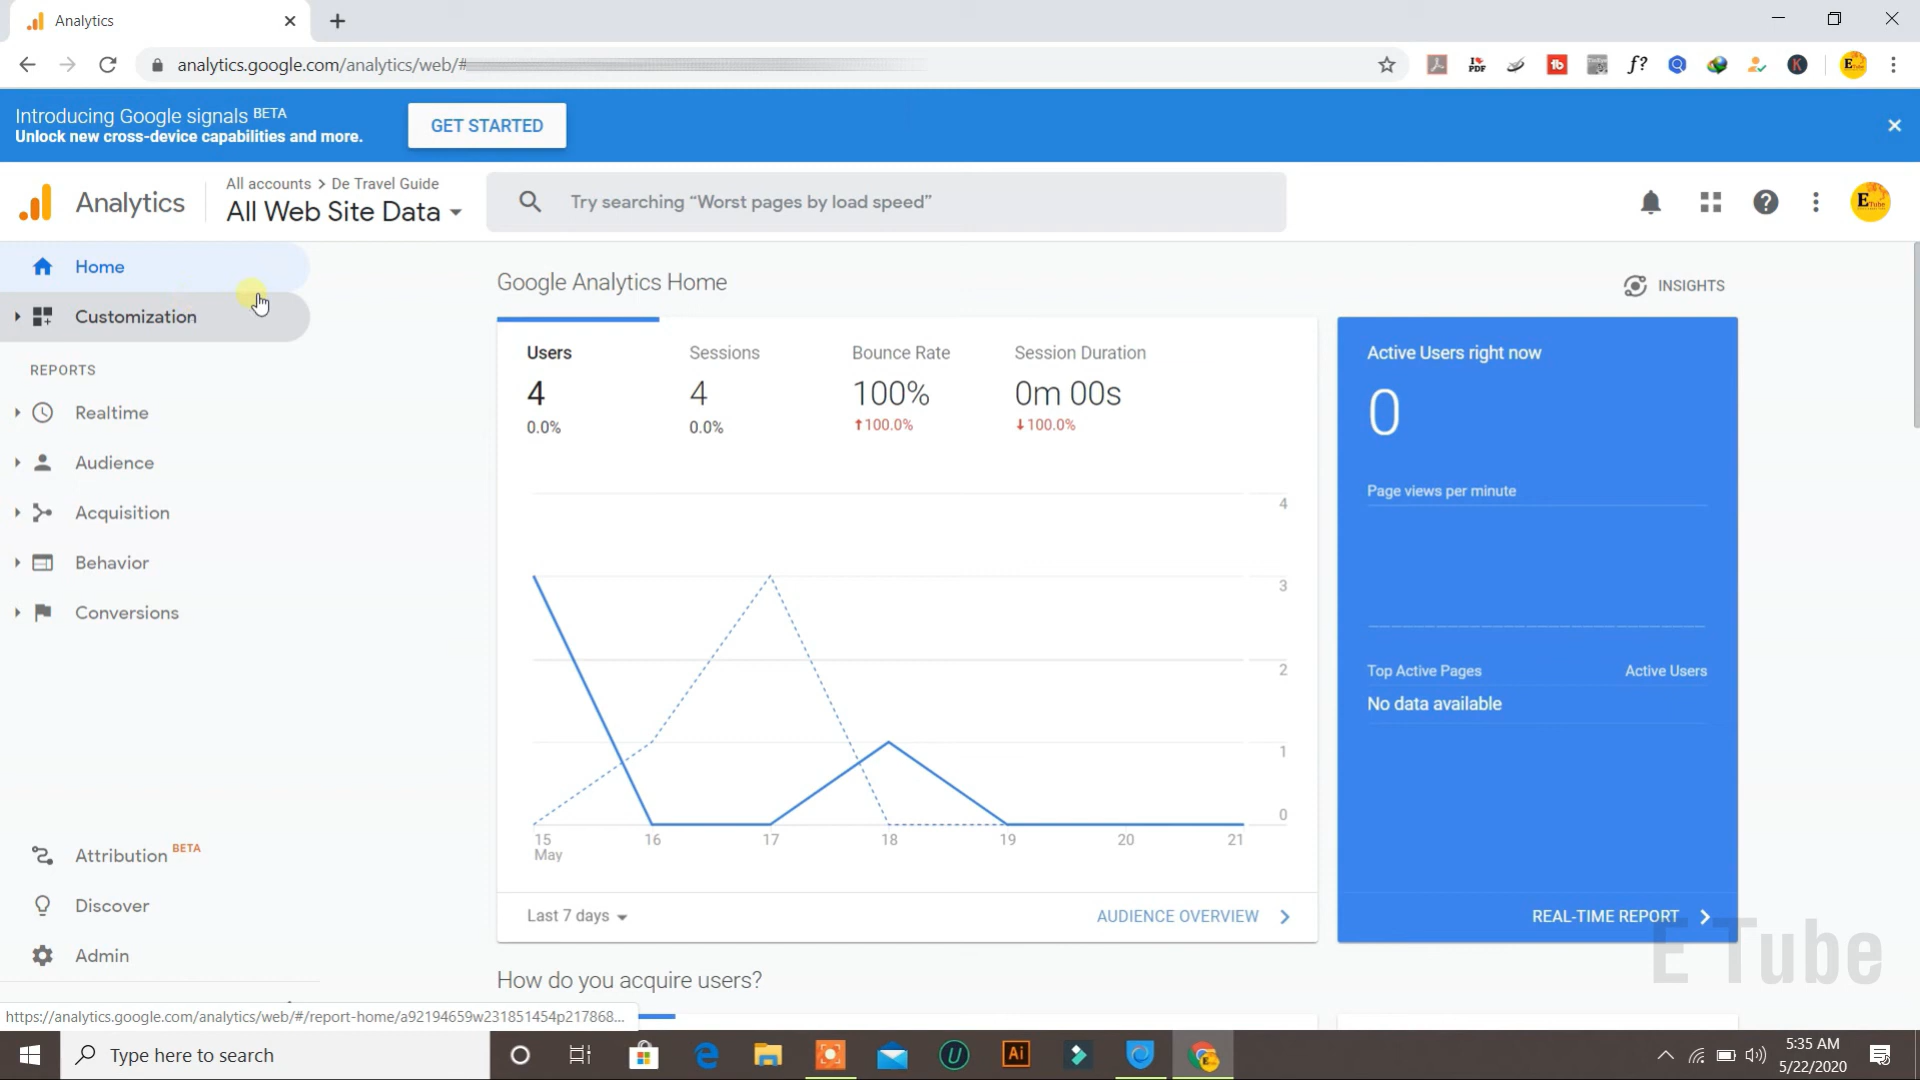 Analytics
analytics.google.com/analytics/web/#
Introducing Google signals BETA
Unlock new cross-device capabilities and more.
GET STARTED
Analytics
All accounts > De Travel Guide
All Web Site Data
Try searching “Worst pages by load speed”
Home
Customization
REPORTS
Realtime
Audience
Acquisition
Behavior
Conversions
Attribution BETA
Discover
Admin
Google Analytics Home
INSIGHTS
Users
4
0.0%
Sessions
4
0.0%
Bounce Rate
100%
↑100.0%
Session Duration
0m 00s
↓100.0%
4
3
2
1
0
15 16 17 18 19 20 21
May
Last 7 days
AUDIENCE OVERVIEW
Active Users right now
0
Page views per minute
Top Active Pages Active Users
No data available
REAL-TIME REPORT
E Tube
How do you acquire users?
https://analytics.google.com/analytics/web/#/report-home/a92194659w231851454p217868...
Type here to search
Ai
5:35 AM
5/22/2020